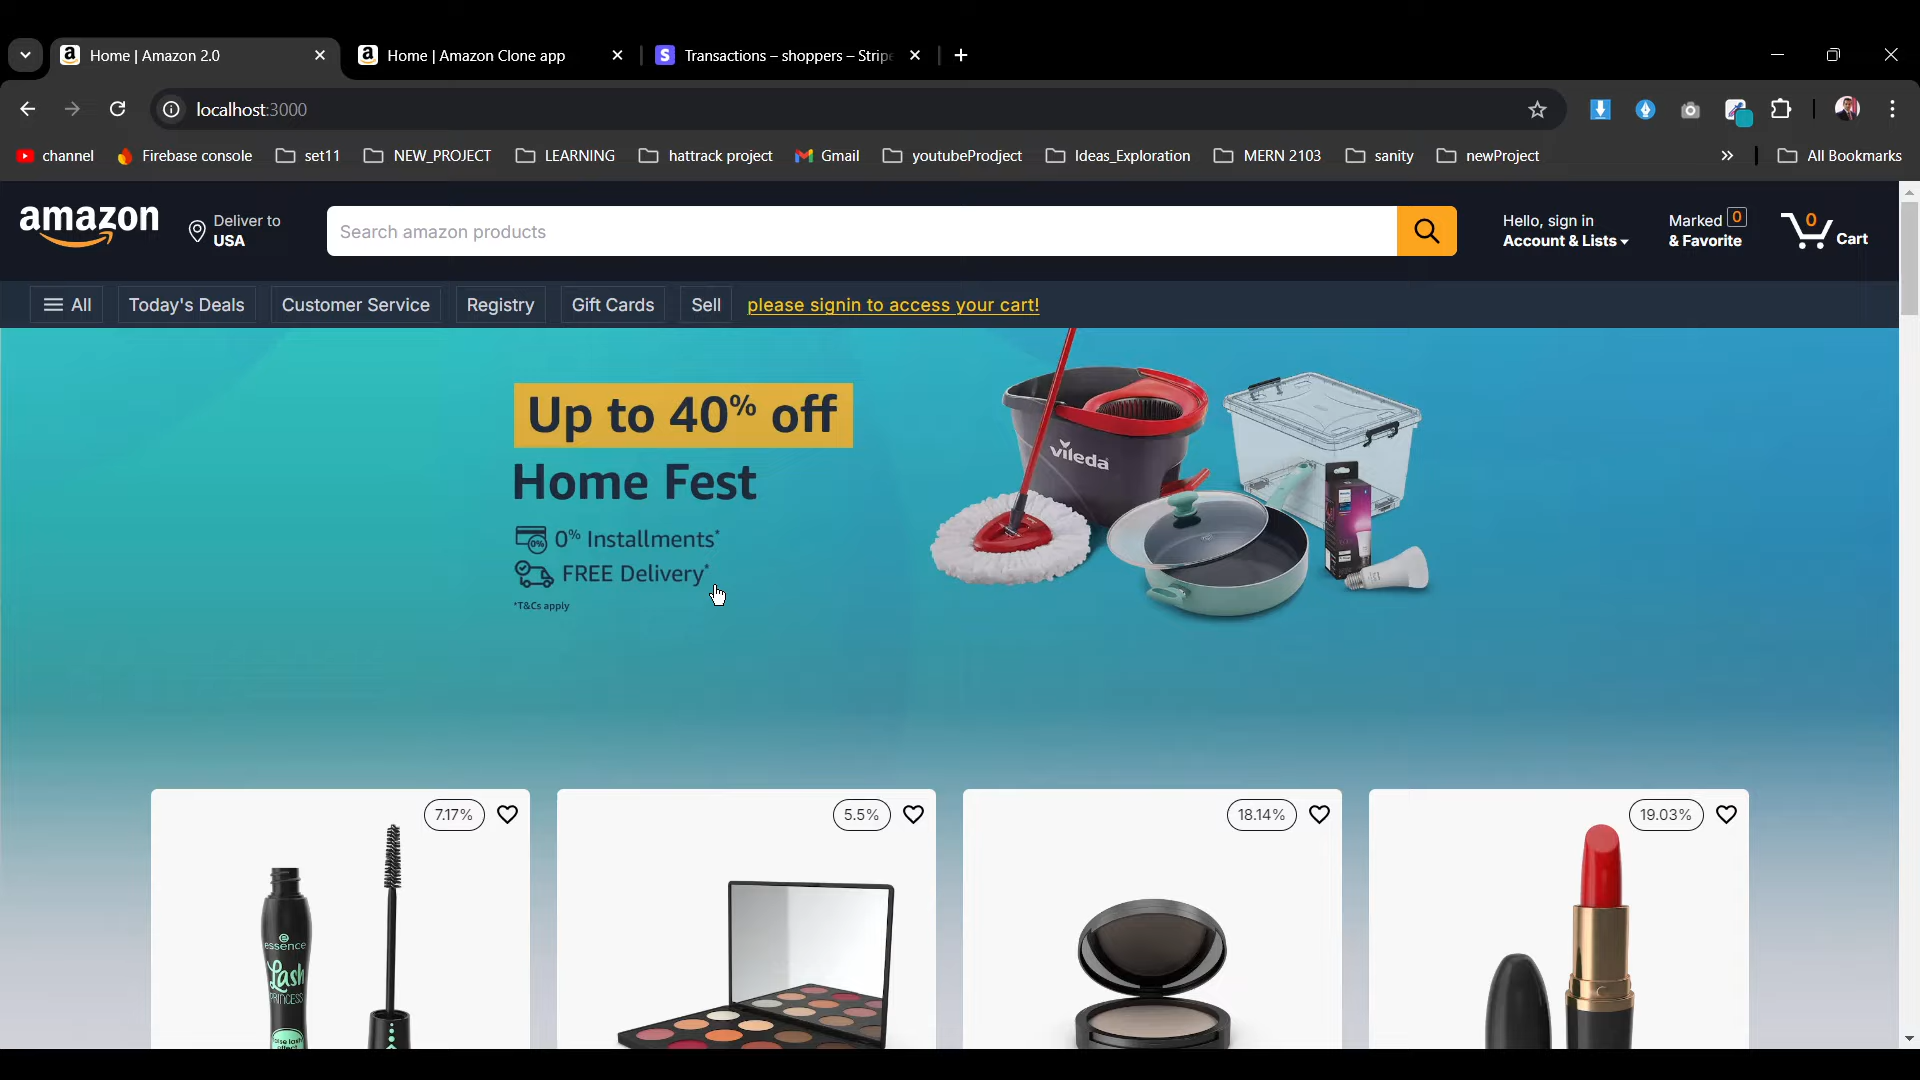 Home | Amazon 2.0
Home | Amazon Clone app
Transactions – shoppers – Stripe
localhost:3000
channel
Firebase console
set11
NEW_PROJECT
LEARNING
hattrack project
Gmail
youtubeProdject
Ideas_Exploration
MERN 2103
sanity
newProject
All Bookmarks
amazon
Deliver to
USA
Search amazon products
Hello, sign in
Account & Lists
Marked 0
& Favorite
0
Cart
All
Today's Deals
Customer Service
Registry
Gift Cards
Sell
please signin to access your cart!
Up to 40% off
Home Fest
0% Installments*
FREE Delivery*
*T&Cs apply
vileda
7.17%
5.5%
18.14%
19.03%
essence
Lash
PRINCESS